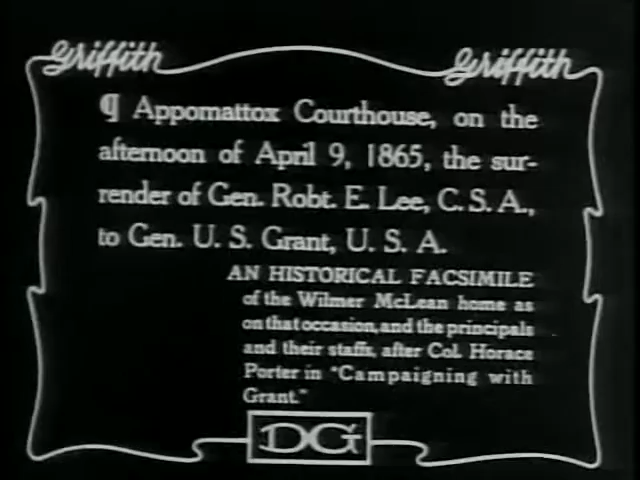 Griffith Griffith
¶ Appomattox Courthouse, on the
afternoon of April 9, 1865, the sur-
render of Gen. Robt. E. Lee, C. S. A.,
to Gen. U. S. Grant, U. S. A.
AN HISTORICAL FACSIMILE
of the Wilmer McLean home as
on that occasion, and the principals
and their staffs, after Col. Horace
Porter in "Campaigning with
Grant."
DG